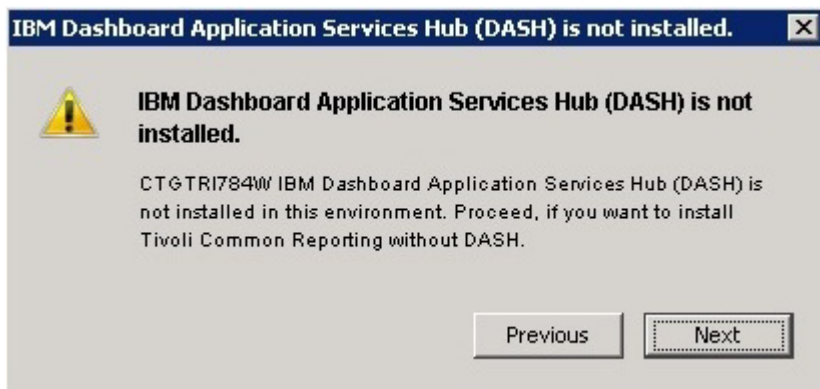 IBM Dashboard Application Services Hub (DASH) is not installed.
IBM Dashboard Application Services Hub (DASH) is not
installed.
CTGTRI784W IBM Dashboard Application Services Hub (DASH) is
not installed in this environment. Proceed, if you want to install
Tivoli Common Reporting without DASH.
Previous
Next